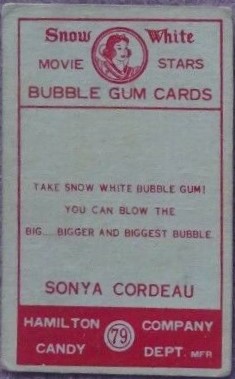 Snow White
MOVIE STARS
BUBBLE GUM CARDS
TAKE SNOW WHITE BUBBLE GUM!
YOU CAN BLOW THE
BIG.... BIGGER AND BIGGEST BUBBLE.
SONYA CORDEAU
HAMILTON 79 COMPANY
CANDY DEPT. MFR